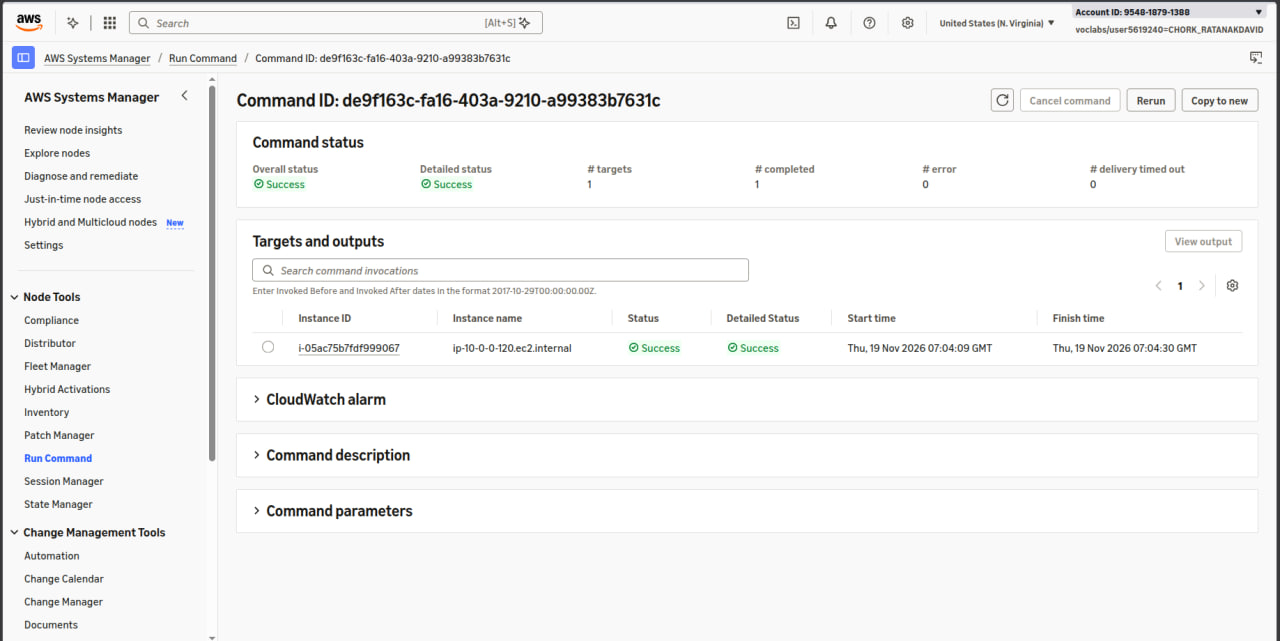 aws
Search [Alt+S]
United States (N. Virginia)
Account ID: 9548-1879-1388
voclabs/user5619240=CHORK_RATANAKDAVID
AWS Systems Manager / Run Command / Command ID: de9f163c-fa16-403a-9210-a99383b7631c
AWS Systems Manager
Review node insights
Explore nodes
Diagnose and remediate
Just-in-time node access
Hybrid and Multicloud nodes New
Settings
Node Tools
Compliance
Distributor
Fleet Manager
Hybrid Activations
Inventory
Patch Manager
Run Command
Session Manager
State Manager
Change Management Tools
Automation
Change Calendar
Change Manager
Documents
Command ID: de9f163c-fa16-403a-9210-a99383b7631c
Cancel command Rerun Copy to new
Command status
Overall status Detailed status # targets # completed # error # delivery timed out
Success Success 1 1 0 0
Targets and outputs
View output
Search command invocations
Enter Invoked Before and Invoked After dates in the format 2017-10-29T00:00:00.00Z.
1
Instance ID Instance name Status Detailed Status Start time Finish time
i-05ac75b7fdf999067 ip-10-0-0-120.ec2.internal Success Success Thu, 19 Nov 2026 07:04:09 GMT Thu, 19 Nov 2026 07:04:30 GMT
CloudWatch alarm
Command description
Command parameters